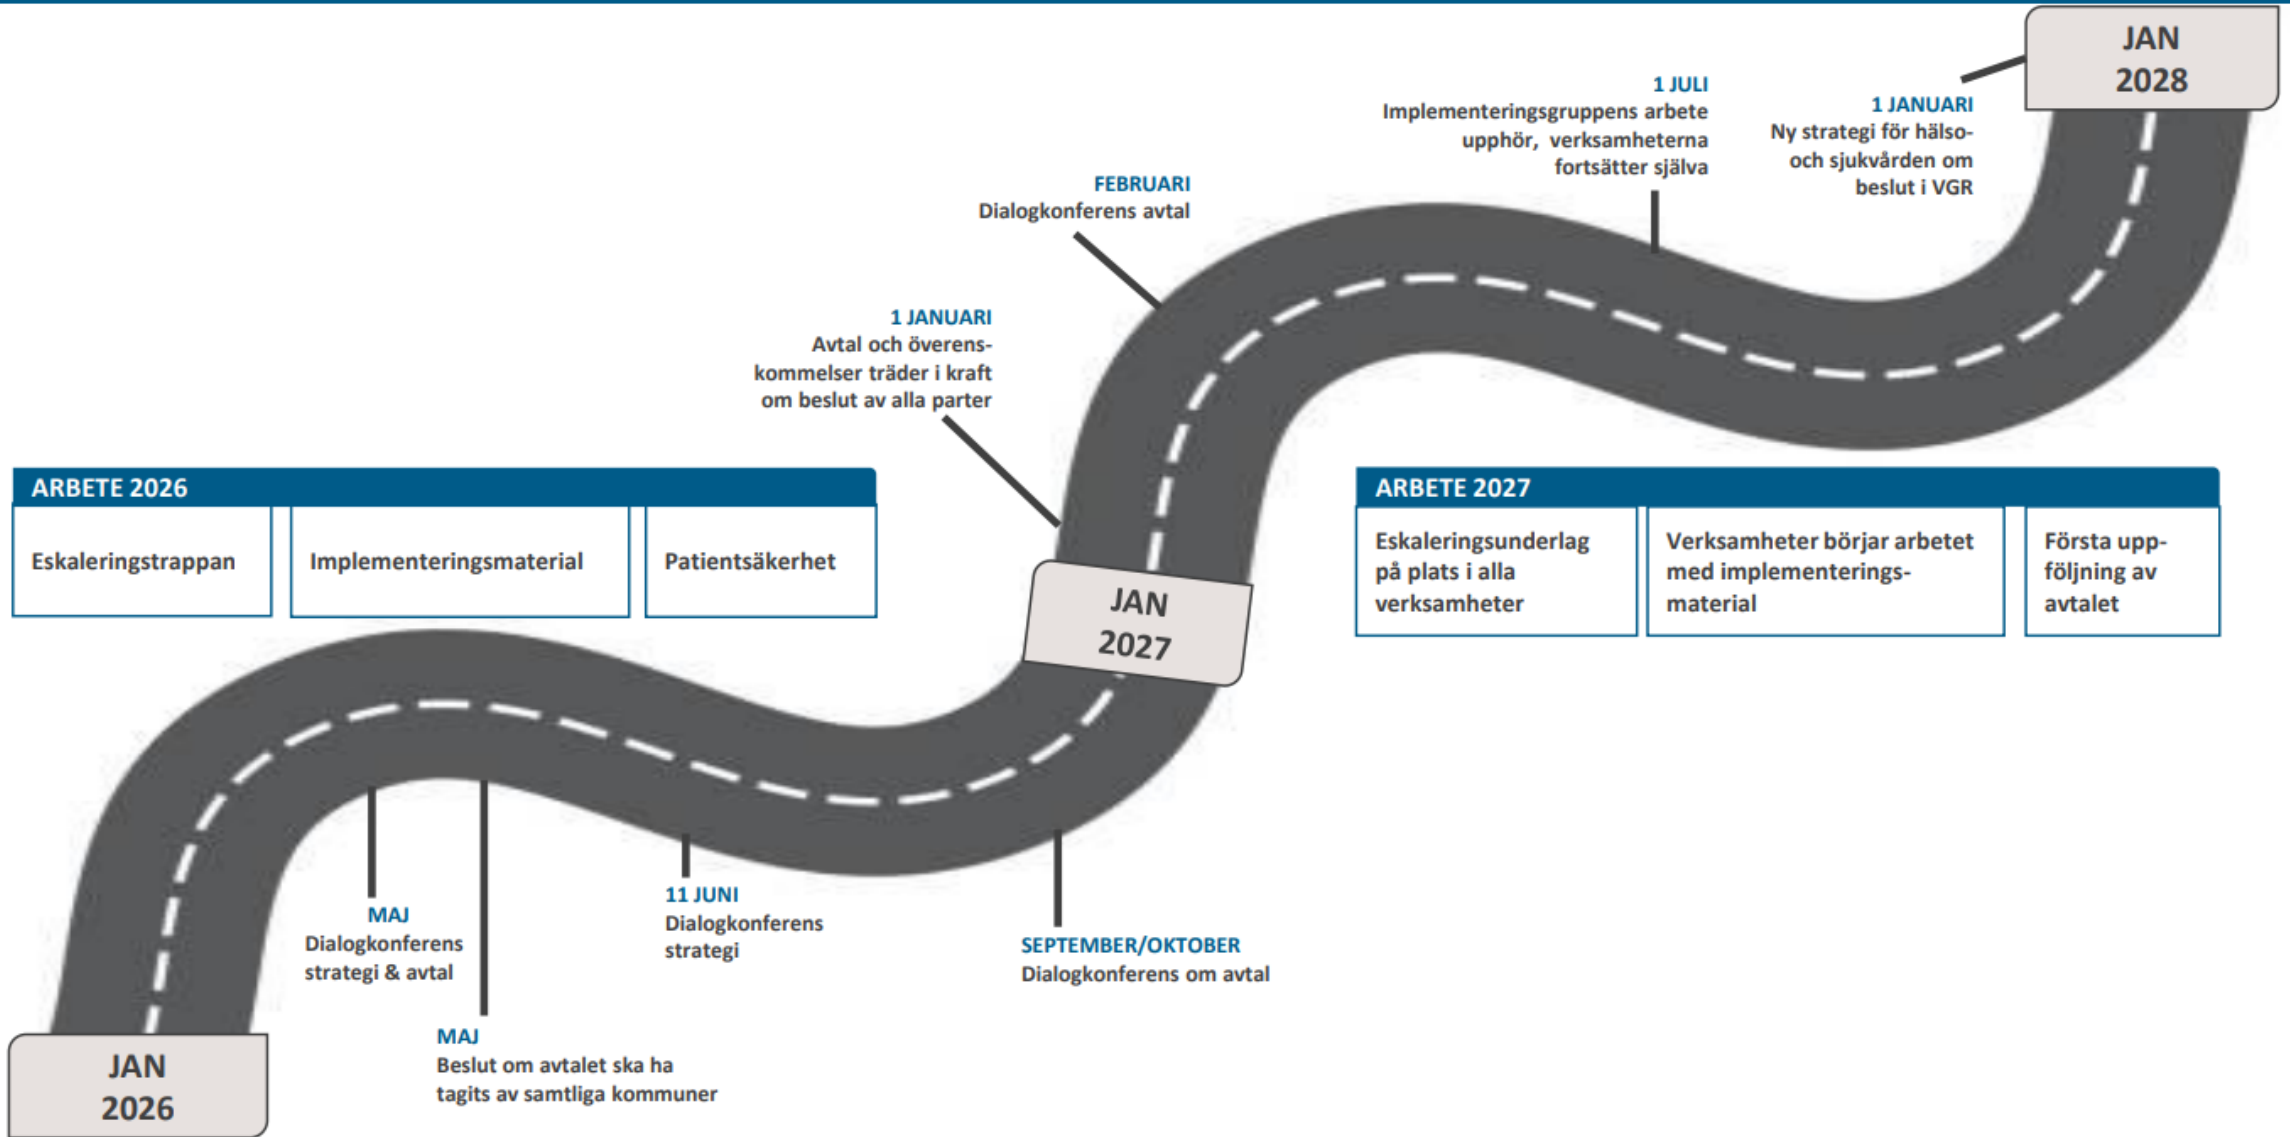 JAN
2028
1 JULI
Implementeringsgruppens arbete
upphör, verksamheterna
fortsätter själva
1 JANUARI
Ny strategi för hälso-
och sjukvården om
beslut i VGR
FEBRUARI
Dialogkonferens avtal
1 JANUARI
Avtal och överens-
kommelser träder i kraft
om beslut av alla parter
ARBETE 2026
Eskaleringstrappan
Implementeringsmaterial
Patientsäkerhet
ARBETE 2027
Eskaleringsunderlag
på plats i alla
verksamheter
Verksamheter börjar arbetet
med implementerings-
material
Första upp-
följning av
avtalet
JAN
2027
MAJ
Dialogkonferens
strategi & avtal
11 JUNI
Dialogkonferens
strategi
SEPTEMBER/OKTOBER
Dialogkonferens om avtal
MAJ
Beslut om avtalet ska ha
tagits av samtliga kommuner
JAN
2026